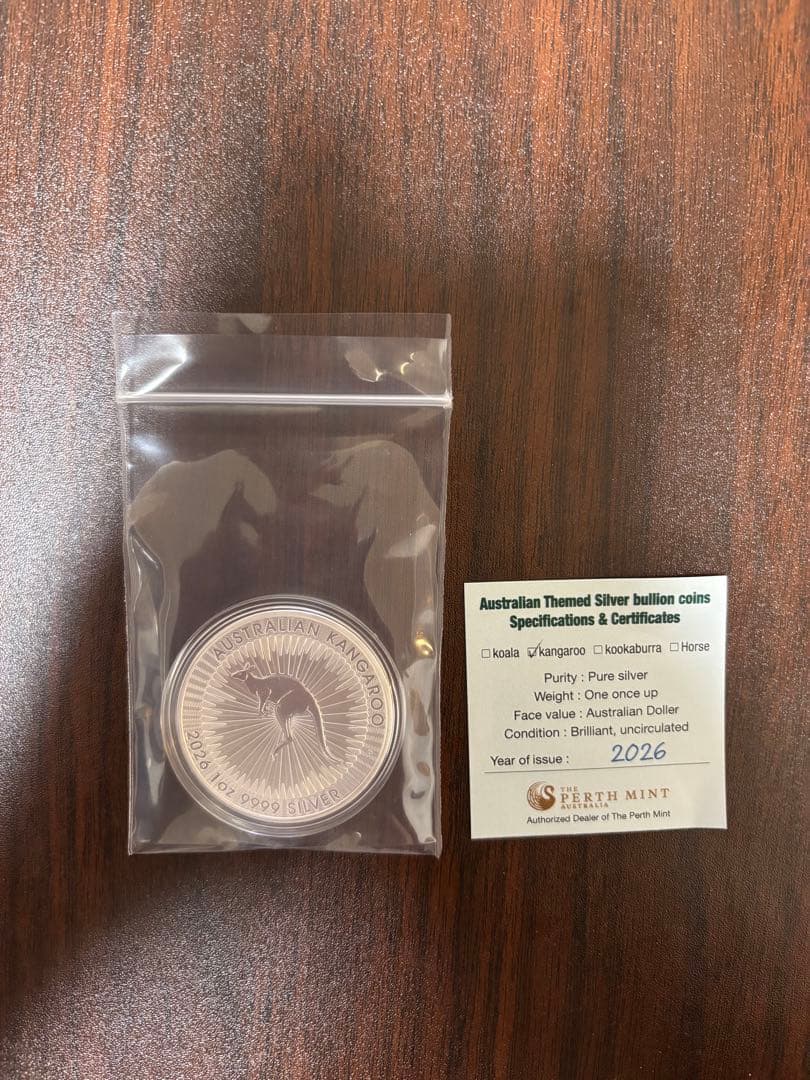 AUSTRALIAN KANGAROO
2026 1oz 9999 SILVER
Australian Themed Silver bullion coins
Specifications & Certificates
koala kangaroo kookaburra Horse
Purity : Pure silver
Weight : One once up
Face value : Australian Doller
Condition : Brilliant, uncirculated
Year of issue : 2026
THE
PERTH MINT
AUSTRALIA
Authorized Dealer of The Perth Mint